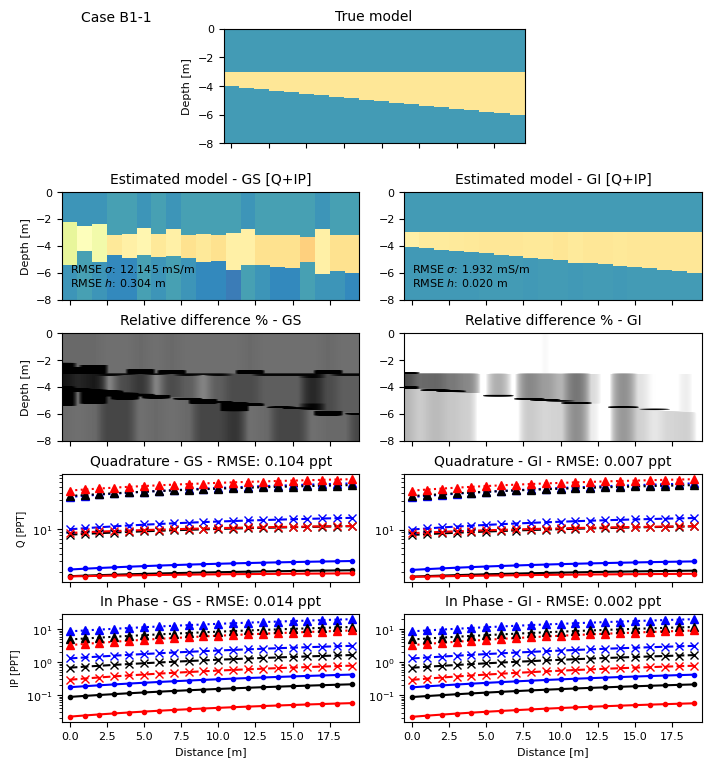 Case B1-1
True model
Depth [m]
0
−2
−4
−6
−8
Estimated model - GS [Q+IP]
Estimated model - GI [Q+IP]
Depth [m]
0
−2
−4
−6
−8
RMSE σ: 12.145 mS/m
RMSE h: 0.304 m
0
−2
−4
−6
−8
RMSE σ: 1.932 mS/m
RMSE h: 0.020 m
Relative difference % - GS
Relative difference % - GI
Depth [m]
0
−2
−4
−6
−8
0
−2
−4
−6
−8
Quadrature - GS - RMSE: 0.104 ppt
Quadrature - GI - RMSE: 0.007 ppt
Q [PPT]
10¹
10¹
In Phase - GS - RMSE: 0.014 ppt
In Phase - GI - RMSE: 0.002 ppt
IP [PPT]
10¹
10⁰
10⁻¹
10¹
10⁰
10⁻¹
0.0 2.5 5.0 7.5 10.0 12.5 15.0 17.5
0.0 2.5 5.0 7.5 10.0 12.5 15.0 17.5
Distance [m]
Distance [m]